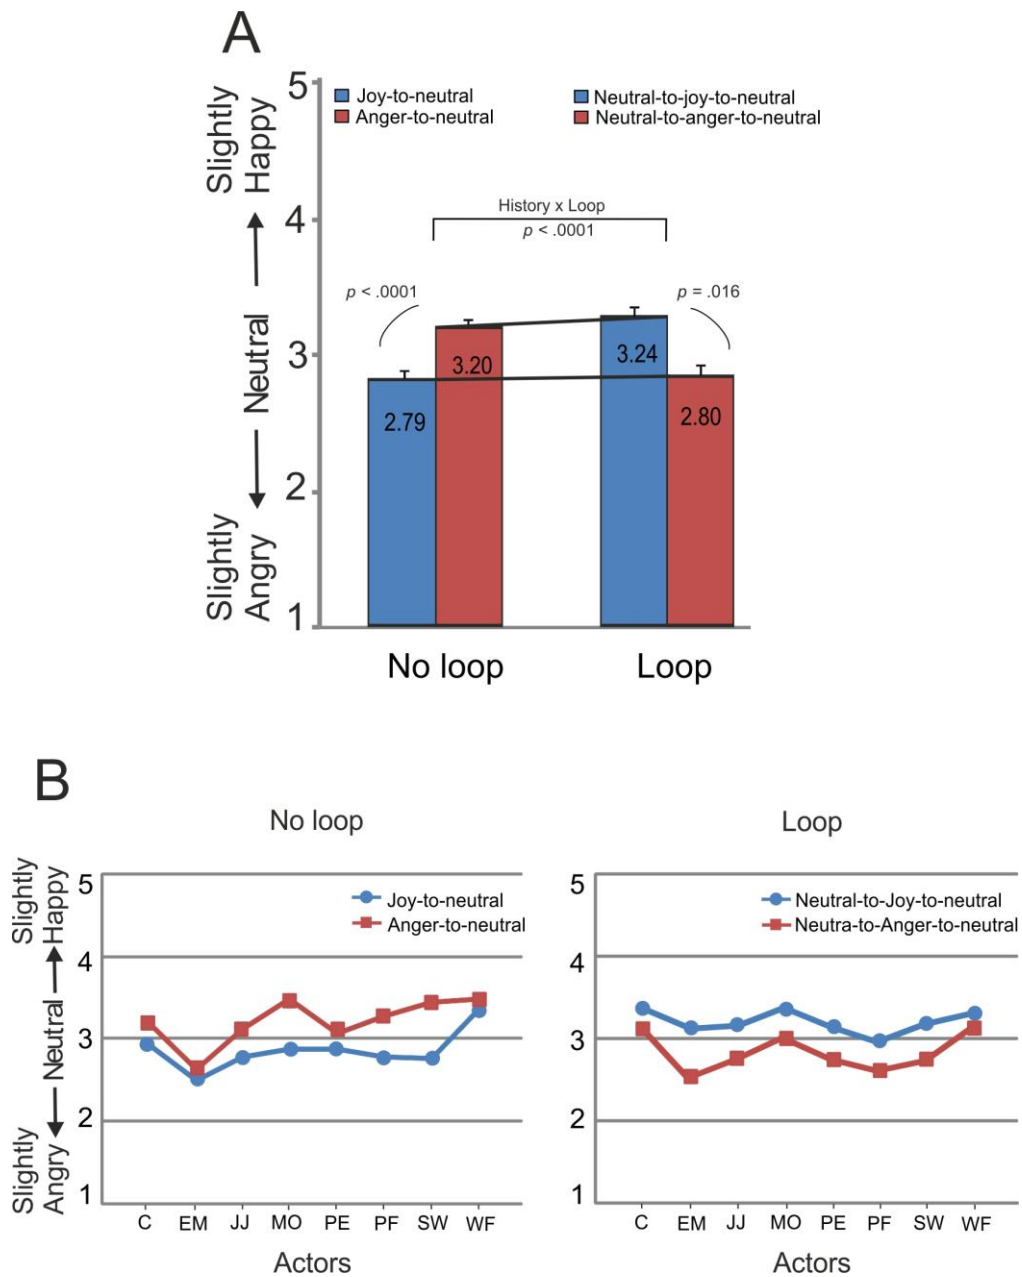 A
5
Slightly
Happy
Joy-to-neutral
Anger-to-neutral
Neutral-to-joy-to-neutral
Neutral-to-anger-to-neutral
4
History x Loop
p < .0001
p < .0001
p = .016
Neutral
3
3.20
3.24
2.79
2.80
2
Slightly
Angry
1
No loop
Loop
B
No loop
Loop
Slightly
Happy
Neutral
Slightly
Angry
5
Joy-to-neutral
Anger-to-neutral
4
3
2
1
C EM JJ MO PE PF SW WF
Actors
5
Neutral-to-Joy-to-neutral
Neutra-to-Anger-to-neutral
4
3
2
1
C EM JJ MO PE PF SW WF
Actors